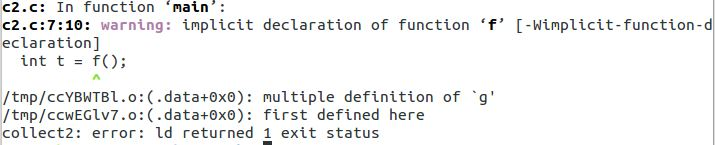 c2.c: In function ‘main’:
c2.c:7:10: warning: implicit declaration of function ‘f’ [-Wimplicit-function-d
eclaration]
  int t = f();
          ^
/tmp/ccYBWTBl.o:(.data+0x0): multiple definition of `g'
/tmp/ccwEGlv7.o:(.data+0x0): first defined here
collect2: error: ld returned 1 exit status